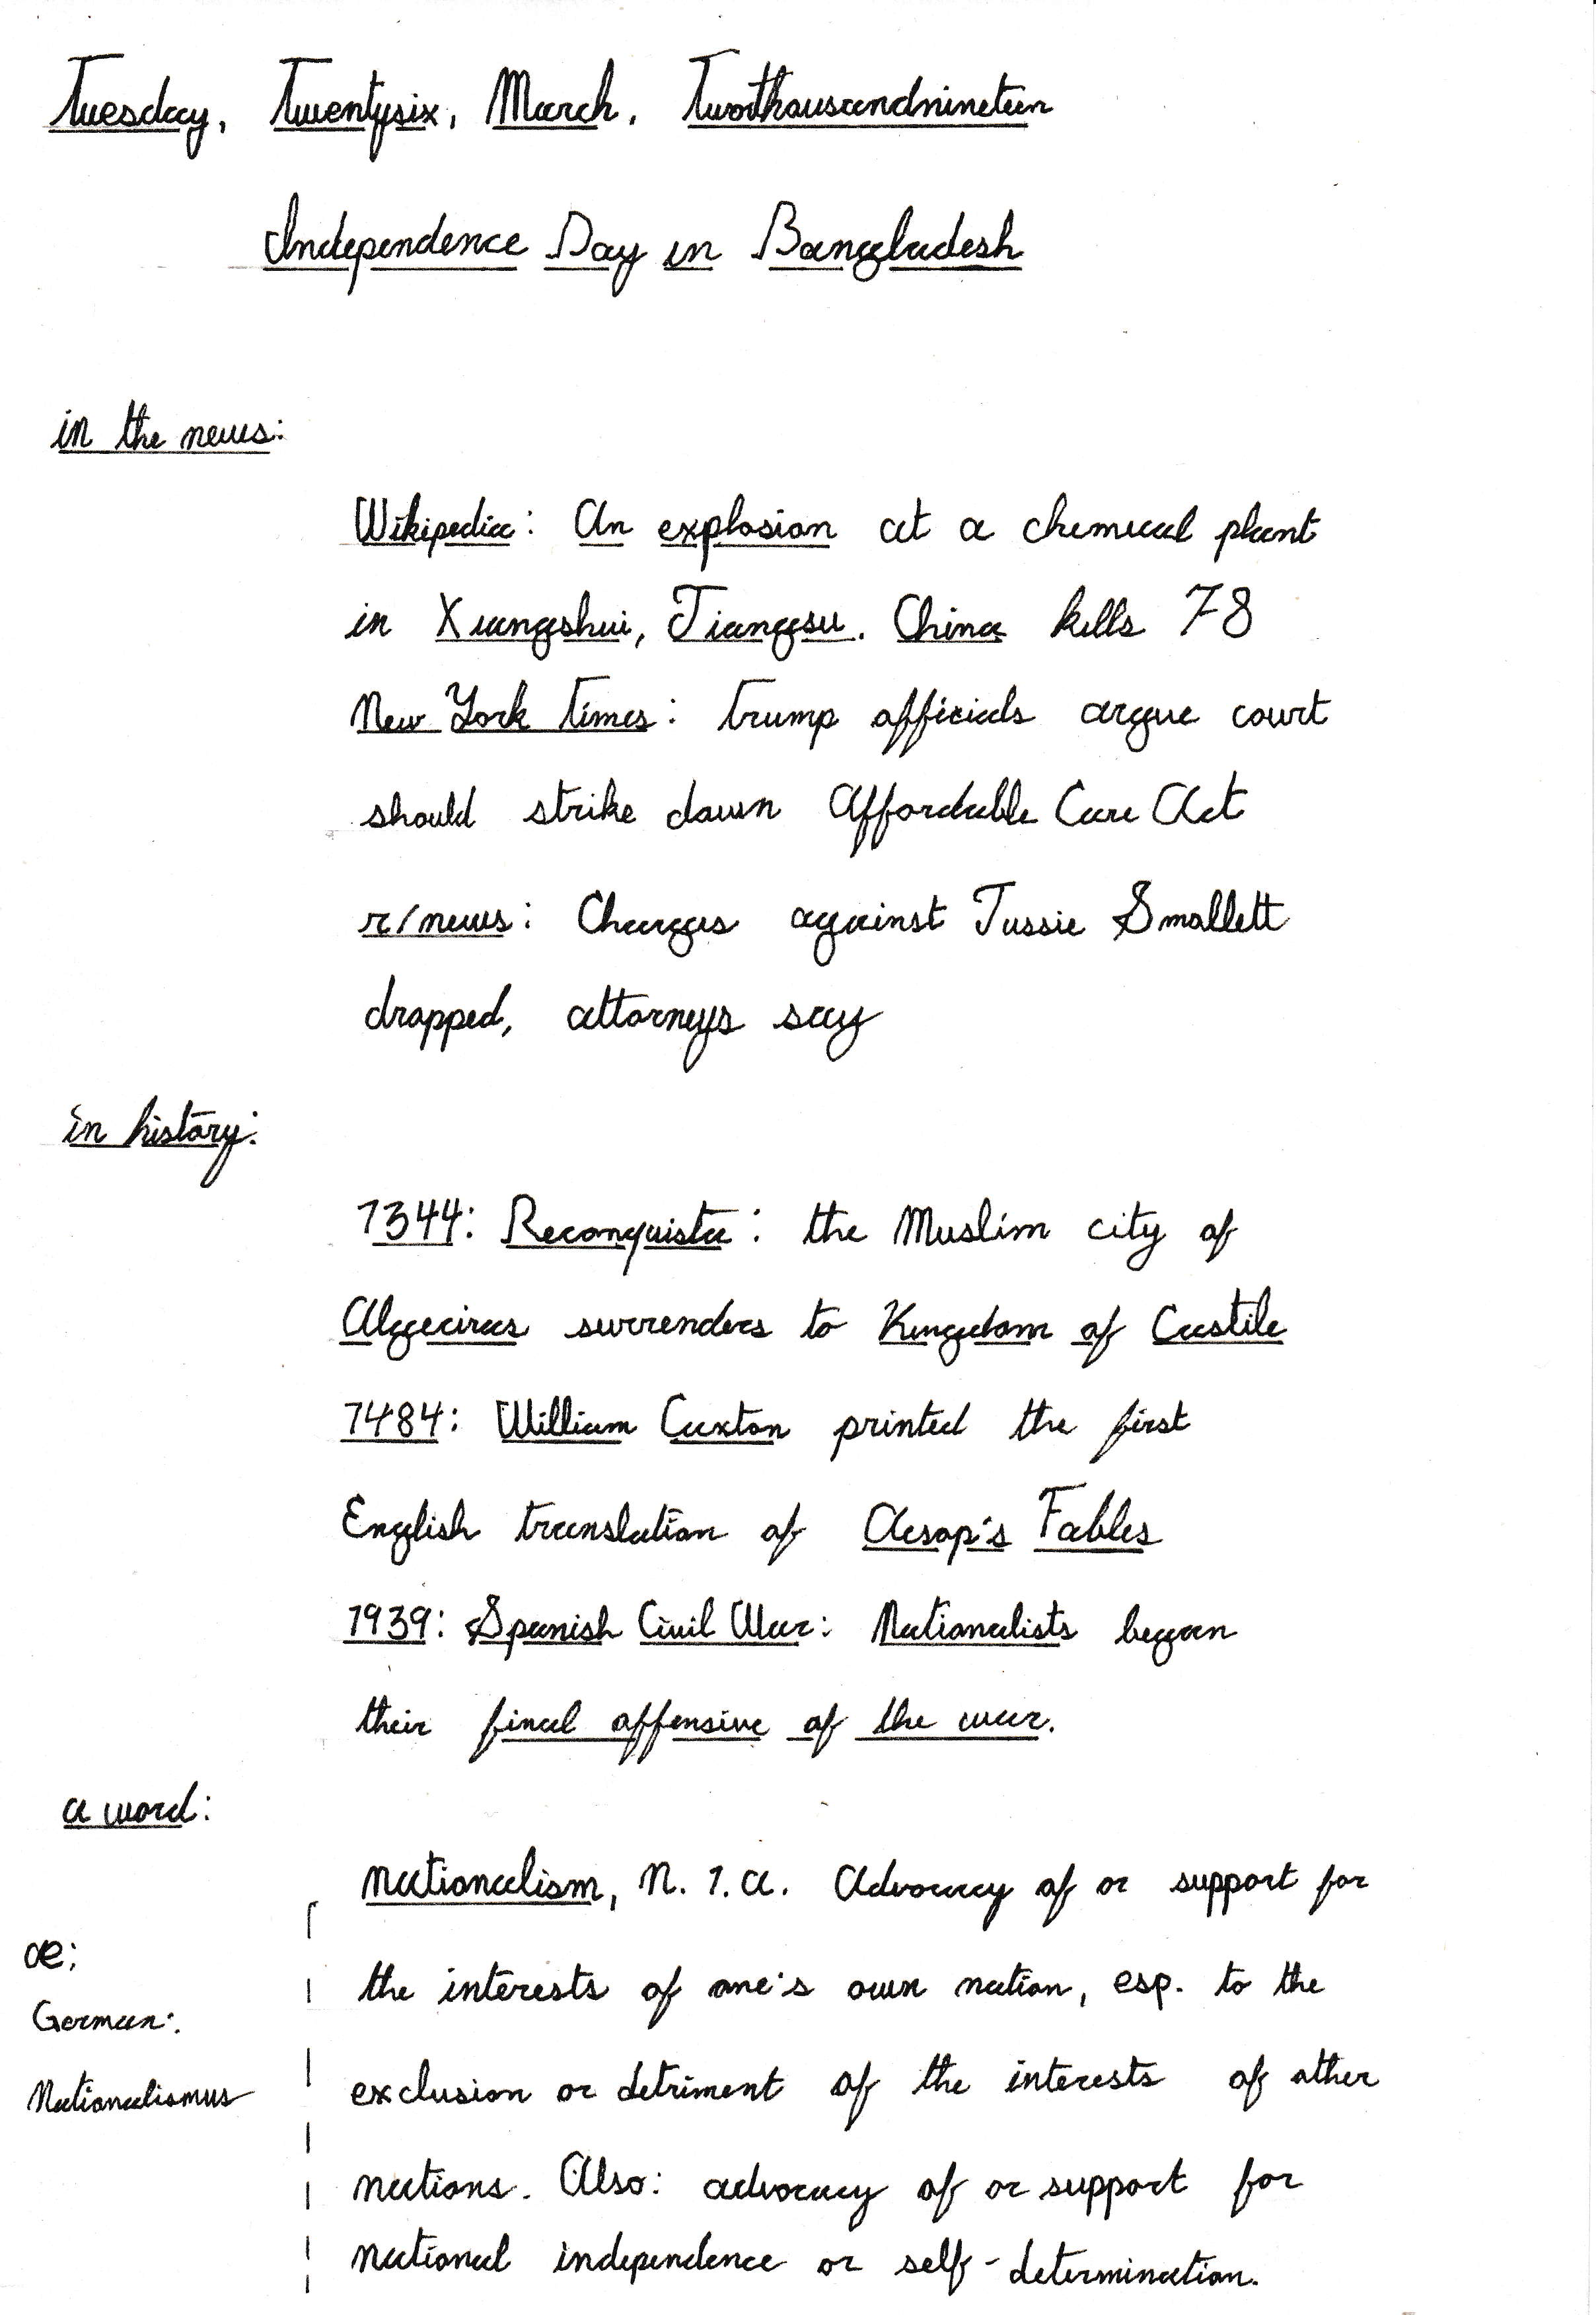 Tuesday, Twentysix, March, Twothousandnineteen
Independence Day in Bangladesh
in the news:
Wikipedia: An explosion at a chemical plant
in Xiangshui, Jiangsu, China kills 78
New York Times: Trump officials argue court
should strike down Affordable Care Act
r/news: Charges against Jussie Smollett
dropped, attorneys say
in history:
1344: Reconquista: the Muslim city of
Algeciras surrenders to Kingdom of Castile
1484: William Caxton printed the first
English translation of Aesop's Fables
1939: Spanish Civil War: Nationalists began
their final offensive of the war.
a word:
nationalism, n. 1. a. Advocacy of or support for
the interests of one's own nation, esp. to the
exclusion or detriment of the interests of other
nations. Also: advocacy of or support for
national independence or self-determination.
œ:
German:
Nationalismus